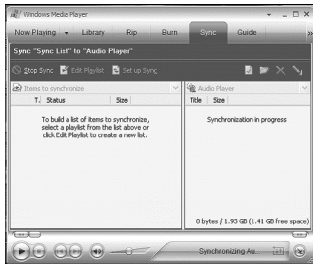 Windows Media Player
Now Playing Library Rip Burn Sync Guide
Sync "Sync List" to "Audio Player"
Stop Sync Edit Playlist Set up Sync
Items to synchronize Audio Player
T. Status Size Title Size
To build a list of items to synchronize,
select a playlist from the list above or
click Edit Playlist to create a new list.
Synchronization in progress
0 bytes / 1.93 GB (1.41 GB free space)
Synchronizing Au...